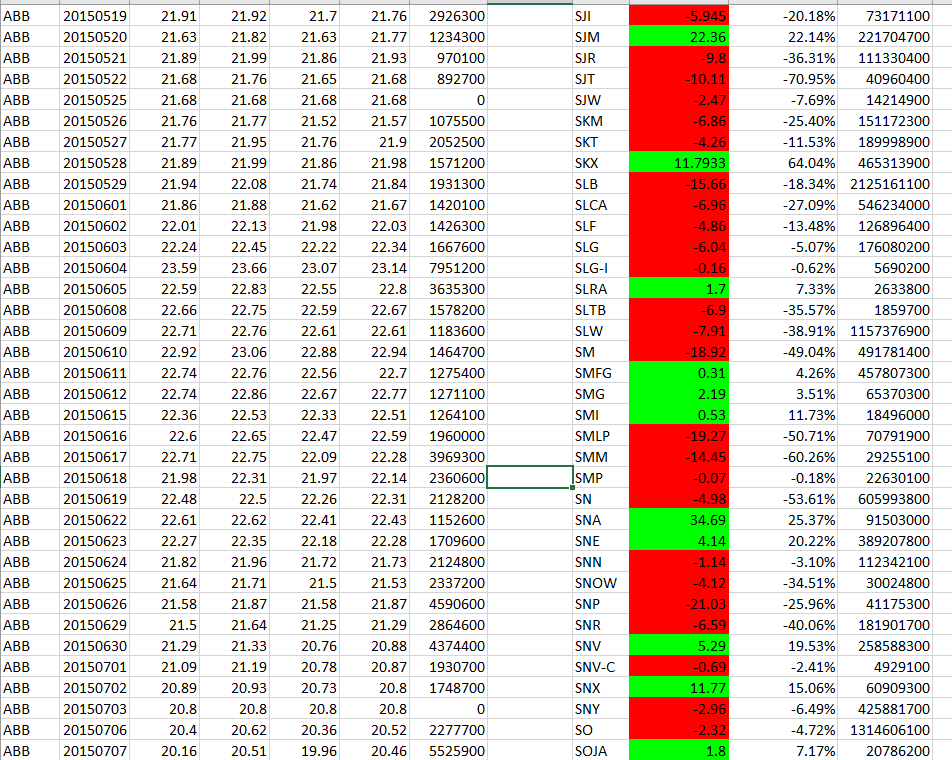 ABB 20150519 21.91 21.92 21.7 21.76 2926300 SJI -5.945 -20.18% 73171100
ABB 20150520 21.63 21.82 21.63 21.77 1234300 SJM 22.36 22.14% 221704700
ABB 20150521 21.89 21.99 21.86 21.93 970100 SJR -9.8 -36.31% 111330400
ABB 20150522 21.68 21.76 21.65 21.68 892700 SJT -10.11 -70.95% 40960400
ABB 20150525 21.68 21.68 21.68 21.68 0 SJW -2.47 -7.69% 14214900
ABB 20150526 21.76 21.77 21.52 21.57 1075500 SKM -6.86 -25.40% 151172300
ABB 20150527 21.77 21.95 21.76 21.9 2052500 SKT -4.26 -11.53% 189998900
ABB 20150528 21.89 21.99 21.86 21.98 1571200 SKX 11.7933 64.04% 465313900
ABB 20150529 21.94 22.08 21.74 21.84 1931300 SLB -15.66 -18.34% 2125161100
ABB 20150601 21.86 21.88 21.62 21.67 1420100 SLCA -6.96 -27.09% 546234000
ABB 20150602 22.01 22.13 21.98 22.03 1426300 SLF -4.86 -13.48% 126896400
ABB 20150603 22.24 22.45 22.22 22.34 1667600 SLG -6.04 -5.07% 176080200
ABB 20150604 23.59 23.66 23.07 23.14 7951200 SLG-I -0.16 -0.62% 5690200
ABB 20150605 22.59 22.83 22.55 22.8 3635300 SLRA 1.7 7.33% 2633800
ABB 20150608 22.66 22.75 22.59 22.67 1578200 SLTB -6.9 -35.57% 1859700
ABB 20150609 22.71 22.76 22.61 22.61 1183600 SLW -7.91 -38.91% 1157376900
ABB 20150610 22.92 23.06 22.88 22.94 1464700 SM -18.92 -49.04% 491781400
ABB 20150611 22.74 22.76 22.56 22.7 1275400 SMFG 0.31 4.26% 457807300
ABB 20150612 22.74 22.86 22.67 22.77 1271100 SMG 2.19 3.51% 65370300
ABB 20150615 22.36 22.53 22.33 22.51 1264100 SMI 0.53 11.73% 18496000
ABB 20150616 22.6 22.65 22.47 22.59 1960000 SMLP -19.27 -50.71% 70791900
ABB 20150617 22.71 22.75 22.09 22.28 3969300 SMM -14.45 -60.26% 29255100
ABB 20150618 21.98 22.31 21.97 22.14 2360600 SMP -0.07 -0.18% 22630100
ABB 20150619 22.48 22.5 22.26 22.31 2128200 SN -4.98 -53.61% 605993800
ABB 20150622 22.61 22.62 22.41 22.43 1152600 SNA 34.69 25.37% 91503000
ABB 20150623 22.27 22.35 22.18 22.28 1709600 SNE 4.14 20.22% 389207800
ABB 20150624 21.82 21.96 21.72 21.73 2124800 SNN -1.14 -3.10% 112342100
ABB 20150625 21.64 21.71 21.5 21.53 2337200 SNOW -4.12 -34.51% 30024800
ABB 20150626 21.58 21.87 21.58 21.87 4590600 SNP -21.03 -25.96% 41175300
ABB 20150629 21.5 21.64 21.25 21.29 2864600 SNR -6.59 -40.06% 181901700
ABB 20150630 21.29 21.33 20.76 20.88 4374400 SNV 5.29 19.53% 258588300
ABB 20150701 21.09 21.19 20.78 20.87 1930700 SNV-C -0.69 -2.41% 4929100
ABB 20150702 20.89 20.93 20.73 20.8 1748700 SNX 11.77 15.06% 60909300
ABB 20150703 20.8 20.8 20.8 20.8 0 SNY -2.96 -6.49% 425881700
ABB 20150706 20.4 20.62 20.36 20.52 2277700 SO -2.32 -4.72% 1314606100
ABB 20150707 20.16 20.51 19.96 20.46 5525900 SOJA 1.8 7.17% 20786200